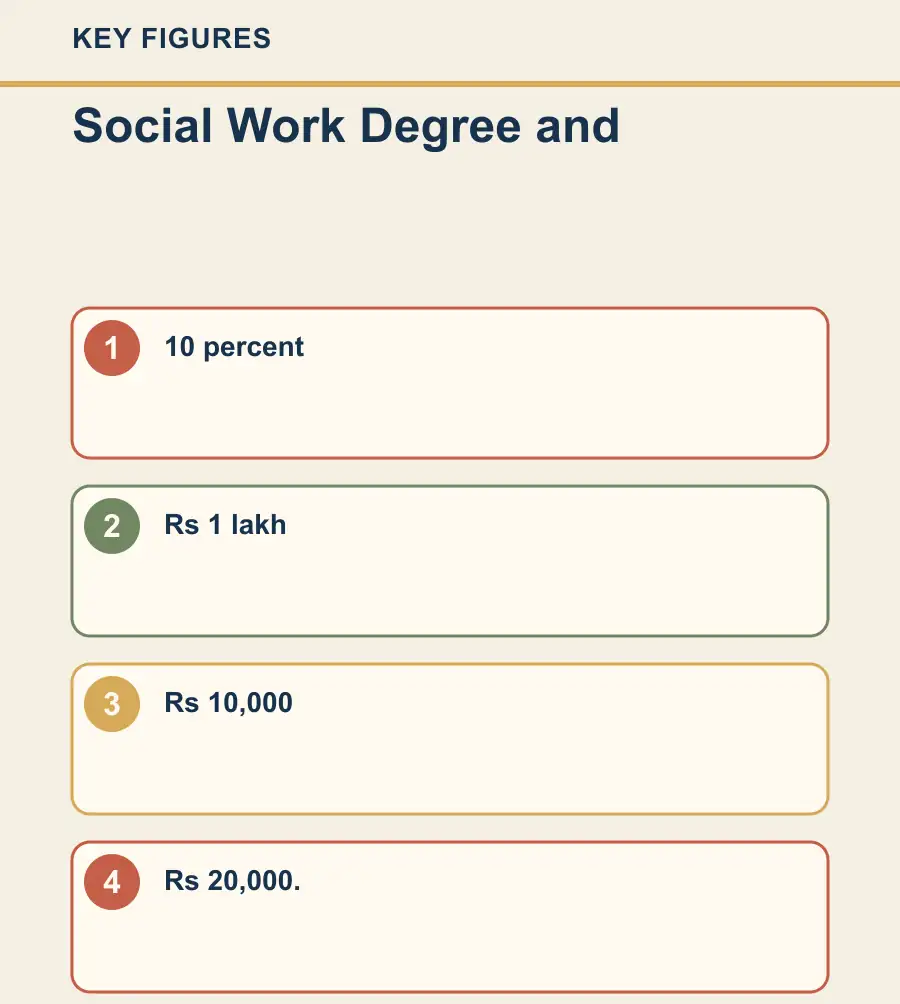 KEY FIGURES
Social Work Degree and
1 10 percent
2 Rs 1 lakh
3 Rs 10,000
4 Rs 20,000.